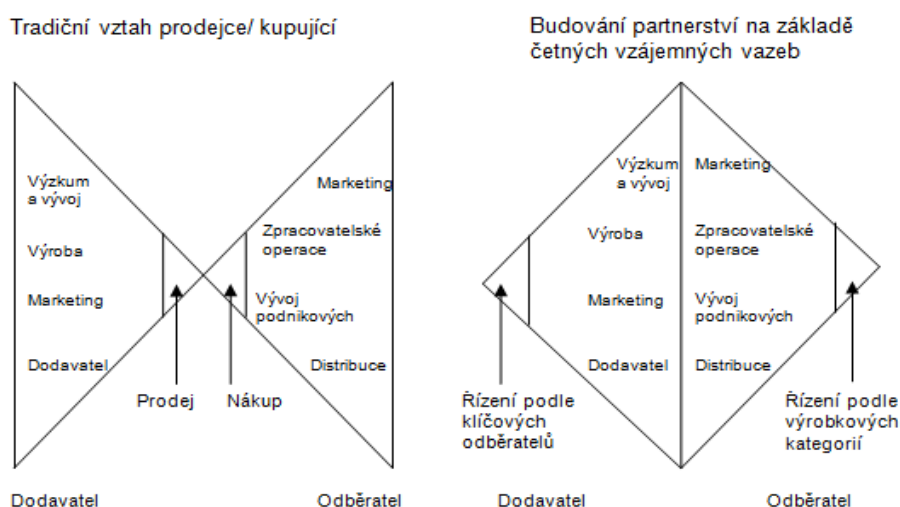 Tradiční vztah prodejce/ kupující
Výzkum
a vývoj
Výroba
Marketing
Dodavatel
Marketing
Zpracovatelské
operace
Vývoj
podnikových
Distribuce
Prodej
Nákup
Dodavatel
Odběratel
Budování partnerství na základě
četných vzájemných vazeb
Výzkum
a vývoj
Výroba
Marketing
Dodavatel
Marketing
Zpracovatelské
operace
Vývoj
podnikových
Distribuce
Řízení podle
klíčových
odběratelů
Řízení podle
výrobkových
kategorií
Dodavatel
Odběratel